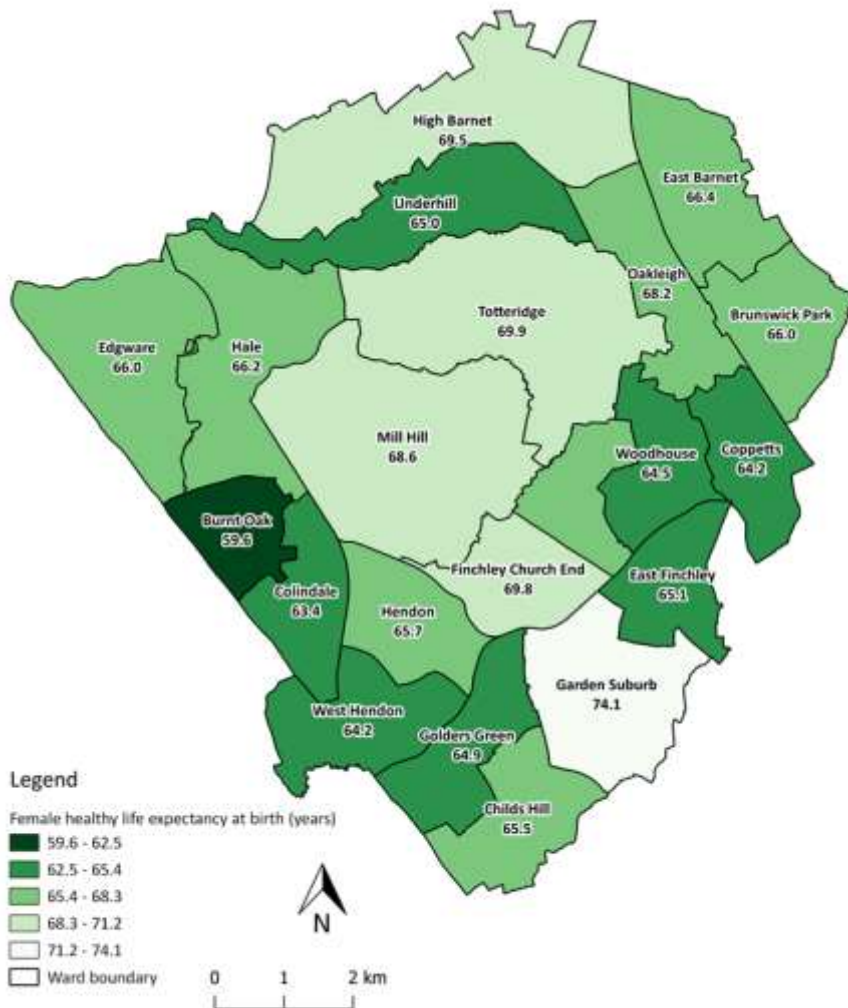 High Barnet
69.5
East Barnet
66.4
Underhill
65.0
Oakleigh
68.2
Totteridge
69.9
Brunswick Park
66.0
Edgware
66.0
Hale
66.2
Mill Hill
68.6
Woodhouse
64.5
Coppetts
64.2
Burnt Oak
59.6
Finchley Church End
69.8
East Finchley
65.1
Colindale
63.4
Hendon
65.7
Garden Suburb
74.1
West Hendon
64.2
Golders Green
64.9
Childs Hill
65.5
Legend
Female healthy life expectancy at birth (years)
59.6 - 62.5
62.5 - 65.4
65.4 - 68.3
68.3 - 71.2
71.2 - 74.1
Ward boundary
N
0 1 2 km